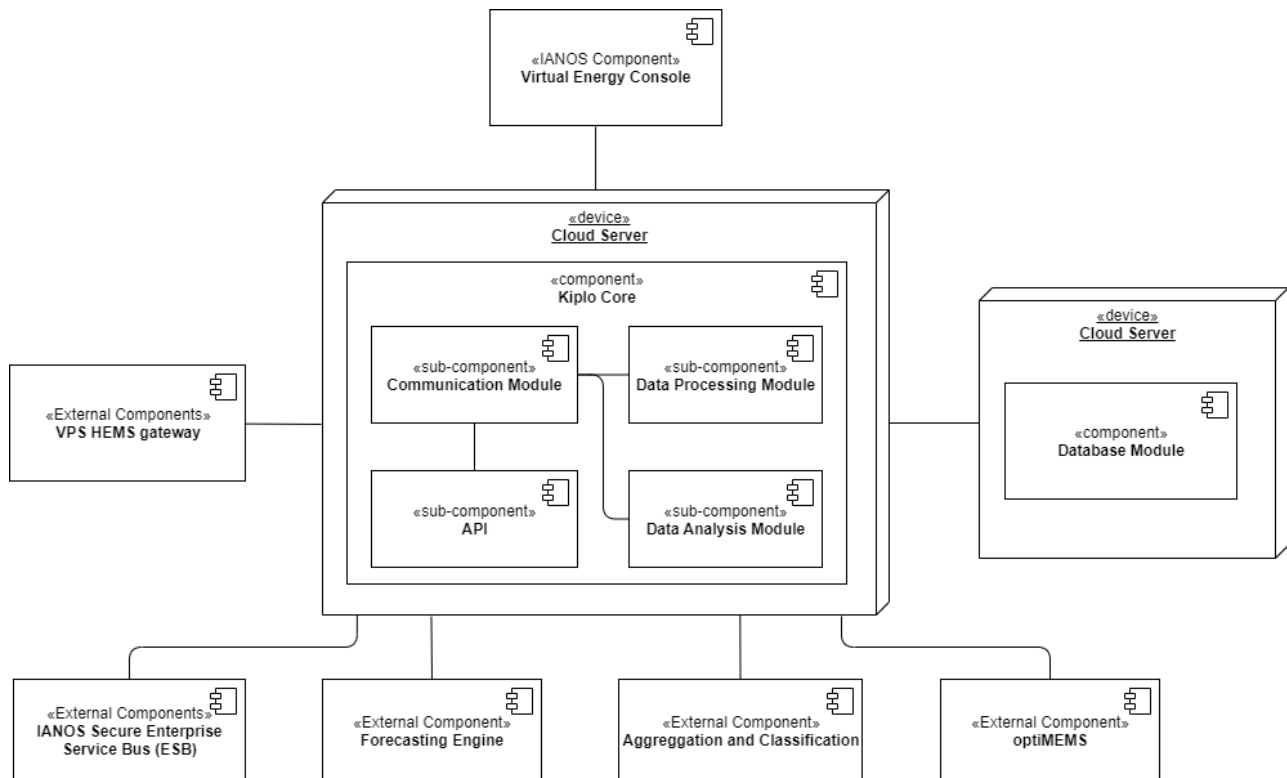 «IANOS Component»
Virtual Energy Console
«device»
Cloud Server
«component»
Kiplo Core
«sub-component»
Communication Module
«sub-component»
Data Processing Module
«sub-component»
API
«sub-component»
Data Analysis Module
«External Components»
VPS HEMS gateway
«device»
Cloud Server
«component»
Database Module
«External Components»
IANOS Secure Enterprise
Service Bus (ESB)
«External Component»
Forecasting Engine
«External Component»
Aggreggation and Classification
«External Component»
optiMEMS